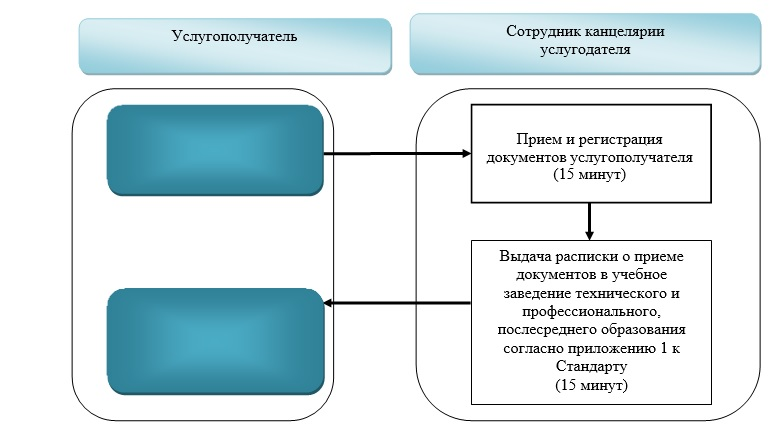 Услугополучатель
Сотрудник канцелярии
услугодателя
Прием и регистрация
документов услугополучателя
(15 минут)
Выдача расписки о приеме
документов в учебное
заведение технического и
профессионального,
послесреднего образования
согласно приложению 1 к
Стандарту
(15 минут)